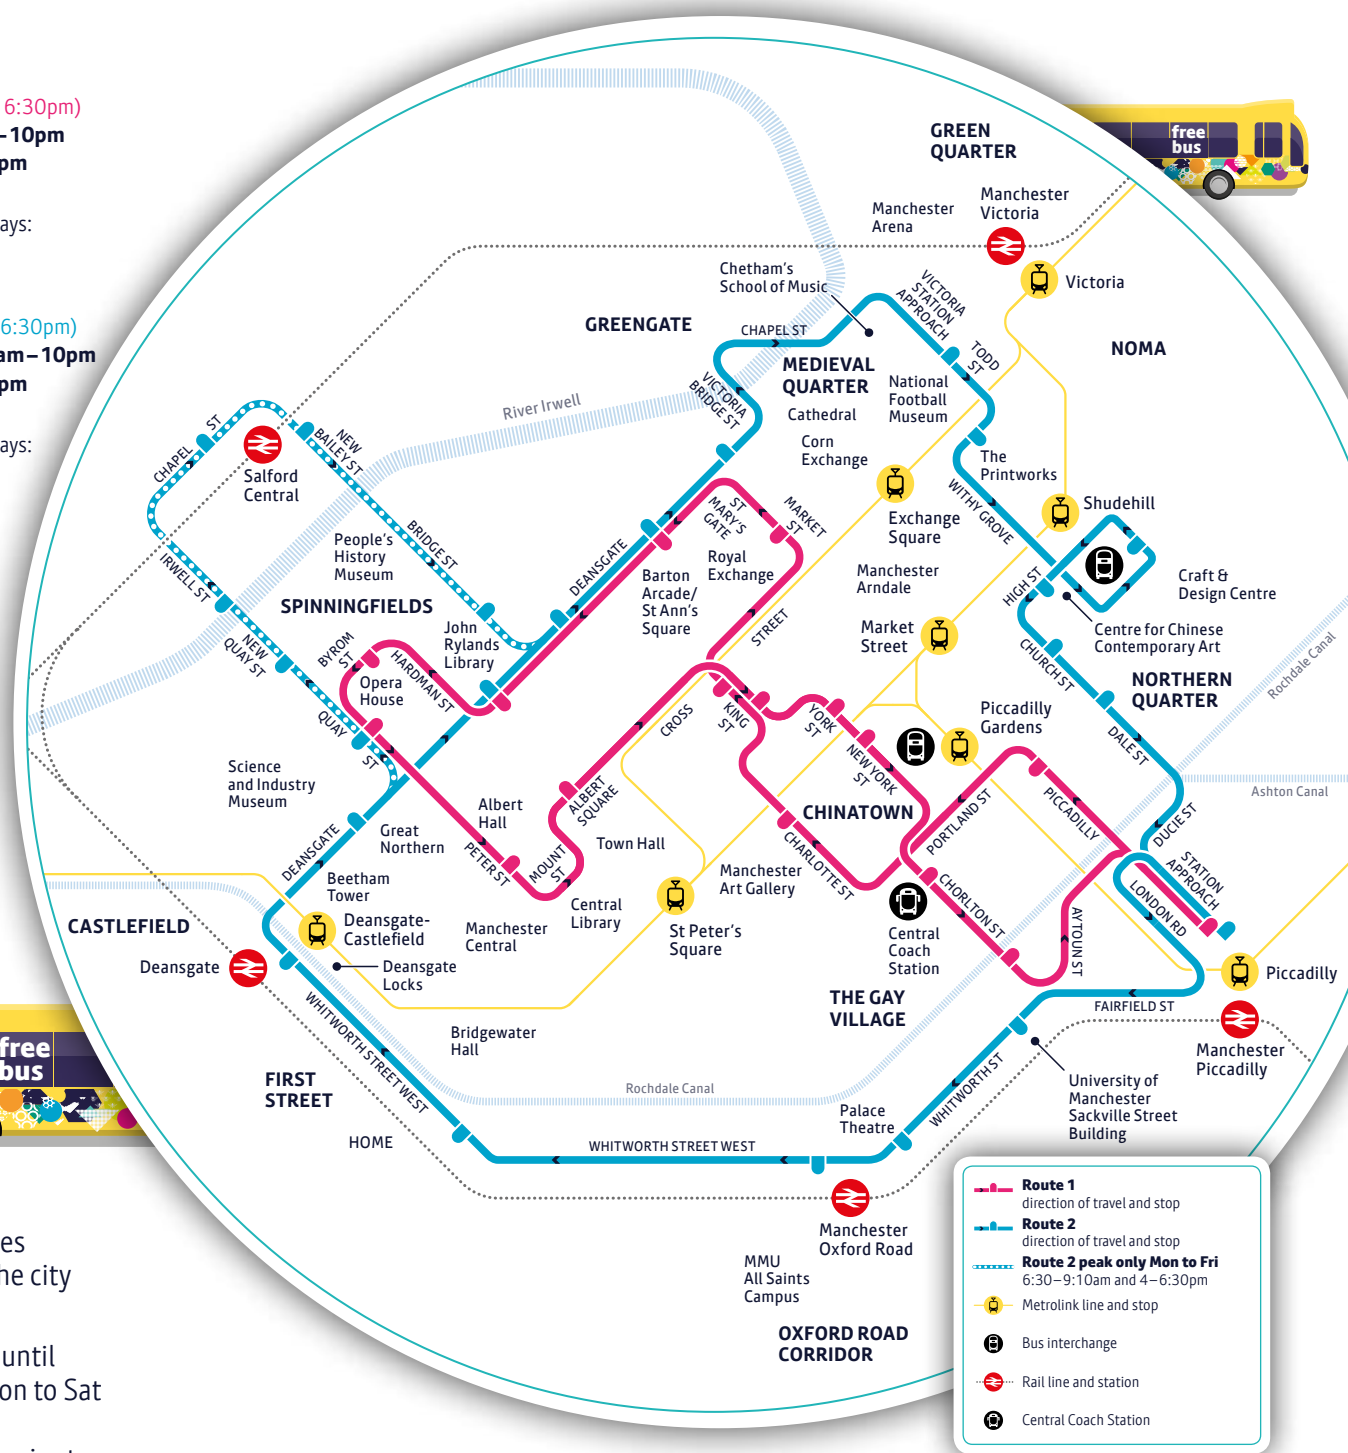 6:30pm)
–10pm
pm
ays:
6:30pm)
am–10pm
pm
ays:
free
bus
GREEN
QUARTER
Manchester
Victoria
Manchester
Arena
Victoria
Chetham's
School of Music
VICTORIA
STATION
APPROACH
GREENGATE
CHAPEL ST
TODD
ST
NOMA
MEDIEVAL
QUARTER
National
Football
Museum
VICTORIA
BRIDGE ST
River Irwell
Cathedral
Corn
Exchange
The
Printworks
CHAPEL ST
NEW
BAILEY ST
Salford
Central
WITHY GROVE
Exchange
Square
Shudehill
MARKET
ST
ST
MARY'S
GATE
BRIDGE ST
People's
History
Museum
DEANSGATE
Royal
Exchange
Barton
Arcade/
St Ann's
Square
Manchester
Arndale
HIGH ST
Craft &
Design Centre
IRWELL ST
SPINNINGFIELDS
Centre for Chinese
Contemporary Art
Market
Street
STREET
John
Rylands
Library
NEW
QUAY ST
BYROM
ST
HARDMAN ST
Opera
House
CHURCH ST
NORTHERN
QUARTER
Rochdale Canal
QUAY
ST
CROSS
KING
ST
YORK
ST
NEW YORK
ST
Piccadilly
Gardens
DALE ST
Science
and Industry
Museum
Ashton Canal
ALBERT
SQUARE
Albert
Hall
CHINATOWN
PORTLAND ST
PICCADILLY
DUCIE ST
Great
Northern
PETER ST
MOUNT
ST
Town Hall
CHARLOTTE ST
DEANSGATE
Beetham
Tower
Manchester
Art Gallery
STATION
APPROACH
LONDON RD
CHORLTON ST
AYTOUN ST
CASTLEFIELD
Deansgate-
Castlefield
Manchester
Central
Central
Library
St Peter's
Square
Central
Coach
Station
Deansgate
Deansgate
Locks
Piccadilly
THE GAY
VILLAGE
FAIRFIELD ST
Manchester
Piccadilly
WHITWORTH STREET WEST
Bridgewater
Hall
free
bus
FIRST
STREET
Rochdale Canal
WHITWORTH ST
University of
Manchester
Sackville Street
Building
Palace
Theatre
HOME
WHITWORTH STREET WEST
Manchester
Oxford Road
MMU
All Saints
Campus
OXFORD ROAD
CORRIDOR
Route 1
direction of travel and stop
Route 2
direction of travel and stop
Route 2 peak only Mon to Fri
6:30–9:10am and 4–6:30pm
Metrolink line and stop
Bus interchange
Rail line and station
Central Coach Station
es
he city
until
on to Sat